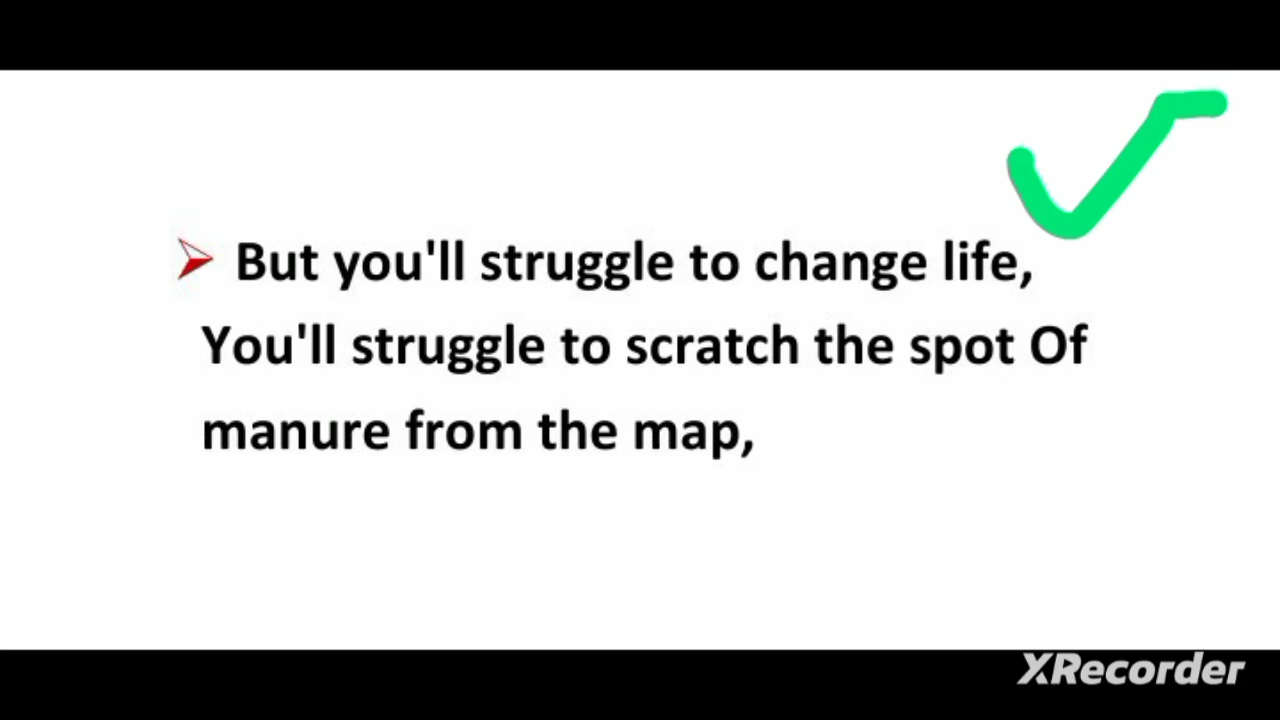 But you'll struggle to change life,
You'll struggle to scratch the spot Of
manure from the map,
XRecorder